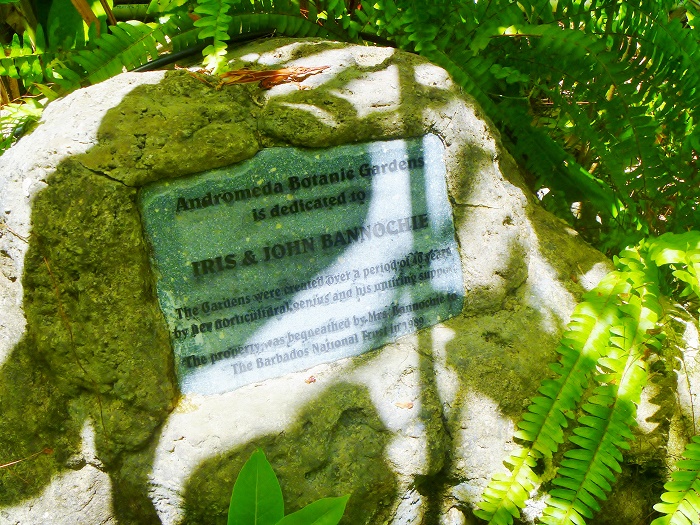 Andromeda Botanic Gardens
is dedicated to
IRIS & JOHN BANNOCHIE
The Gardens were created over a period of 40 years
by her horticultural genius and his untiring support
The property was bequeathed by Mrs. Bannochie to
The Barbados National Trust in